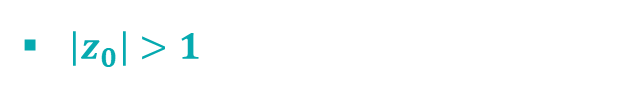 ▪ |z₀| > 1